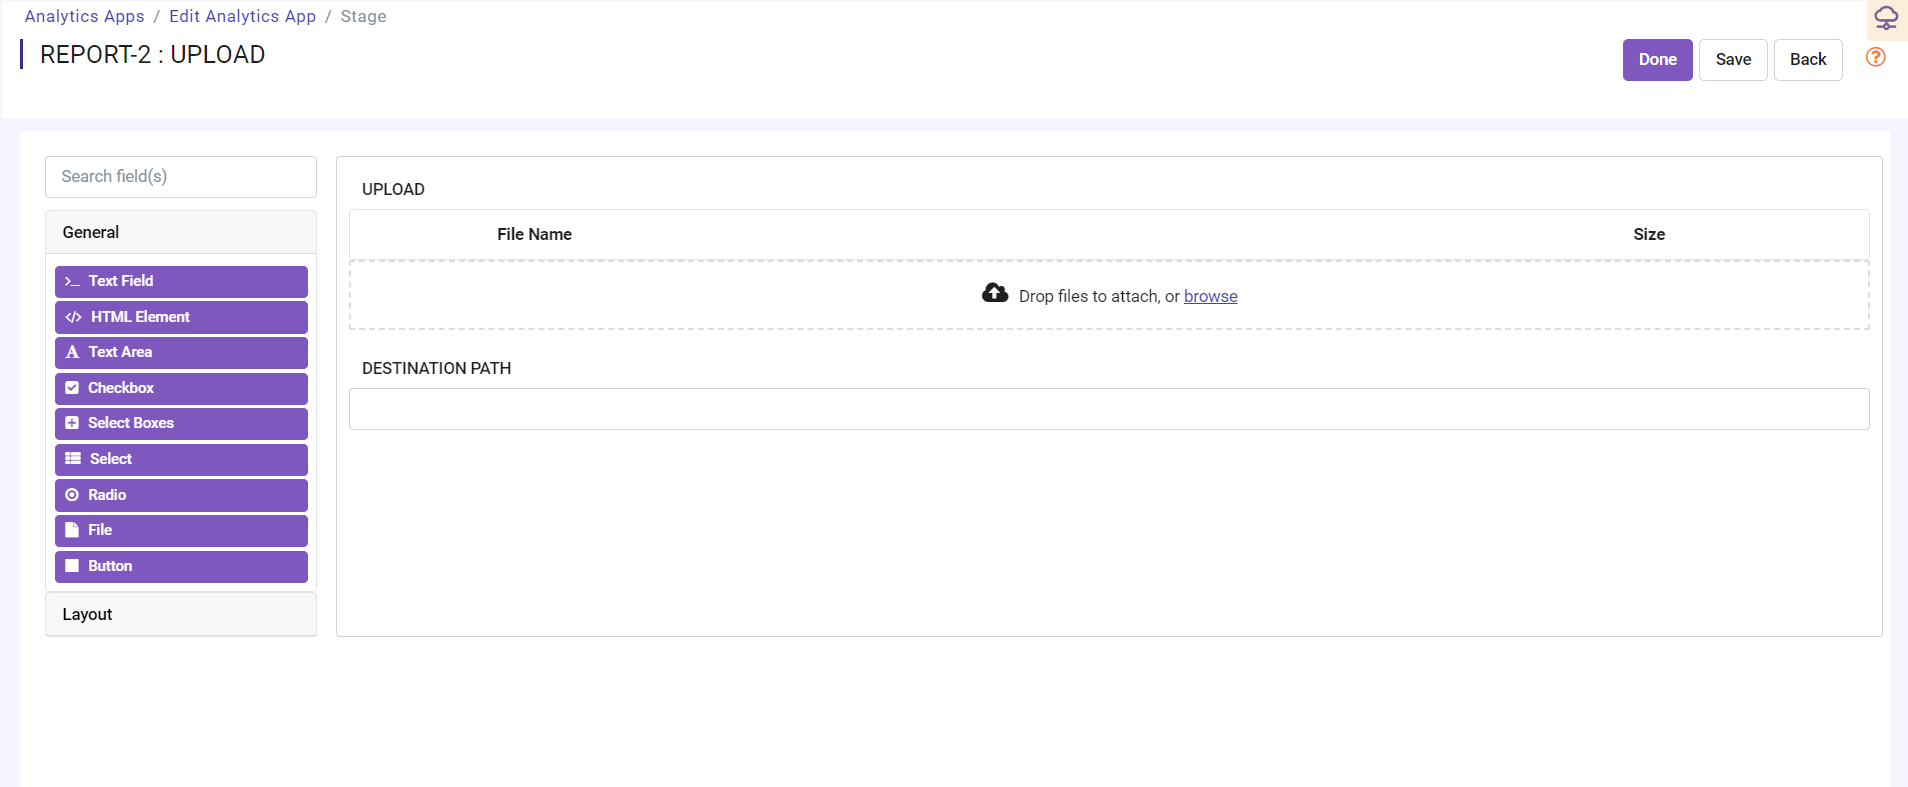 Analytics Apps / Edit Analytics App / Stage
REPORT-2 : UPLOAD
Done
Save
Back
?
Search field(s)
General
Text Field
HTML Element
Text Area
Checkbox
Select Boxes
Select
Radio
File
Button
Layout
UPLOAD
File Name Size
Drop files to attach, or browse
DESTINATION PATH